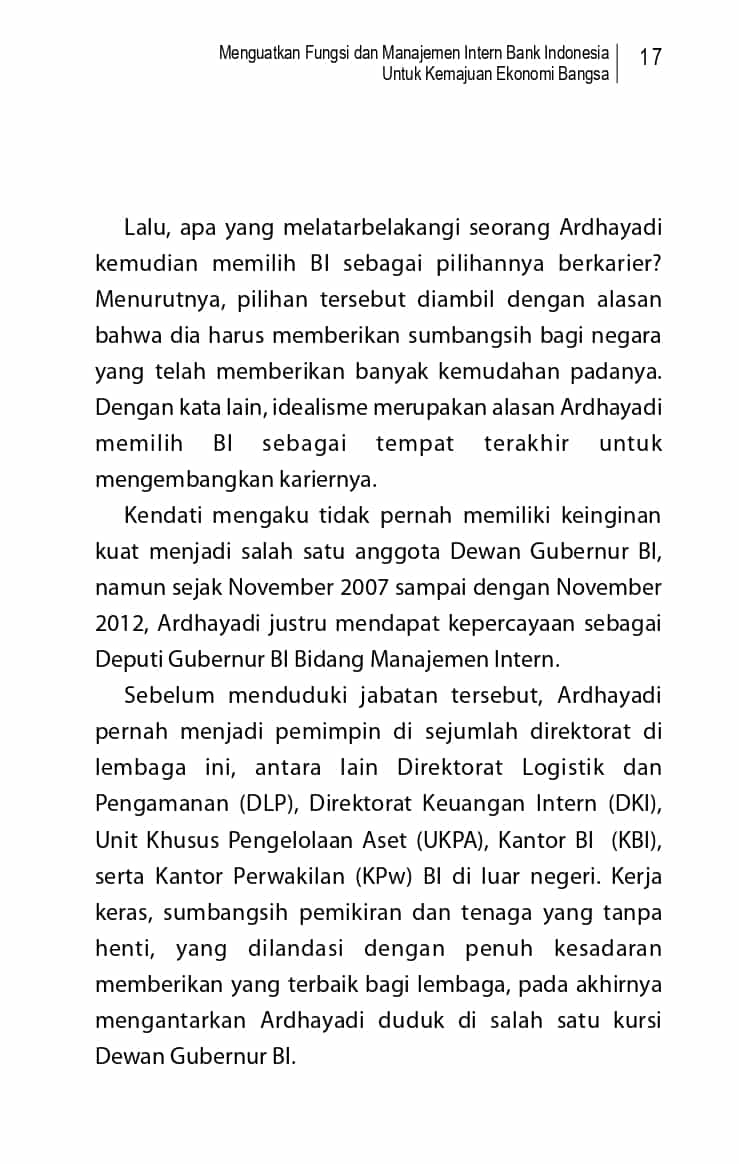 Menguatkan Fungsi dan Manajemen Intern Bank Indonesia
Untuk Kemajuan Ekonomi Bangsa
17
Lalu, apa yang melatarbelakangi seorang Ardhayadi
kemudian memilih BI sebagai pilihannya berkarier?
Menurutnya, pilihan tersebut diambil dengan alasan
bahwa dia harus memberikan sumbangsih bagi negara
yang telah memberikan banyak kemudahan padanya.
Dengan kata lain, idealisme merupakan alasan Ardhayadi
memilih BI sebagai tempat terakhir untuk
mengembangkan kariernya.
Kendati mengaku tidak pernah memiliki keinginan
kuat menjadi salah satu anggota Dewan Gubernur BI,
namun sejak November 2007 sampai dengan November
2012, Ardhayadi justru mendapat kepercayaan sebagai
Deputi Gubernur BI Bidang Manajemen Intern.
Sebelum menduduki jabatan tersebut, Ardhayadi
pernah menjadi pemimpin di sejumlah direktorat di
lembaga ini, antara lain Direktorat Logistik dan
Pengamanan (DLP), Direktorat Keuangan Intern (DKI),
Unit Khusus Pengelolaan Aset (UKPA), Kantor BI (KBI),
serta Kantor Perwakilan (KPw) BI di luar negeri. Kerja
keras, sumbangsih pemikiran dan tenaga yang tanpa
henti, yang dilandasi dengan penuh kesadaran
memberikan yang terbaik bagi lembaga, pada akhirnya
mengantarkan Ardhayadi duduk di salah satu kursi
Dewan Gubernur BI.